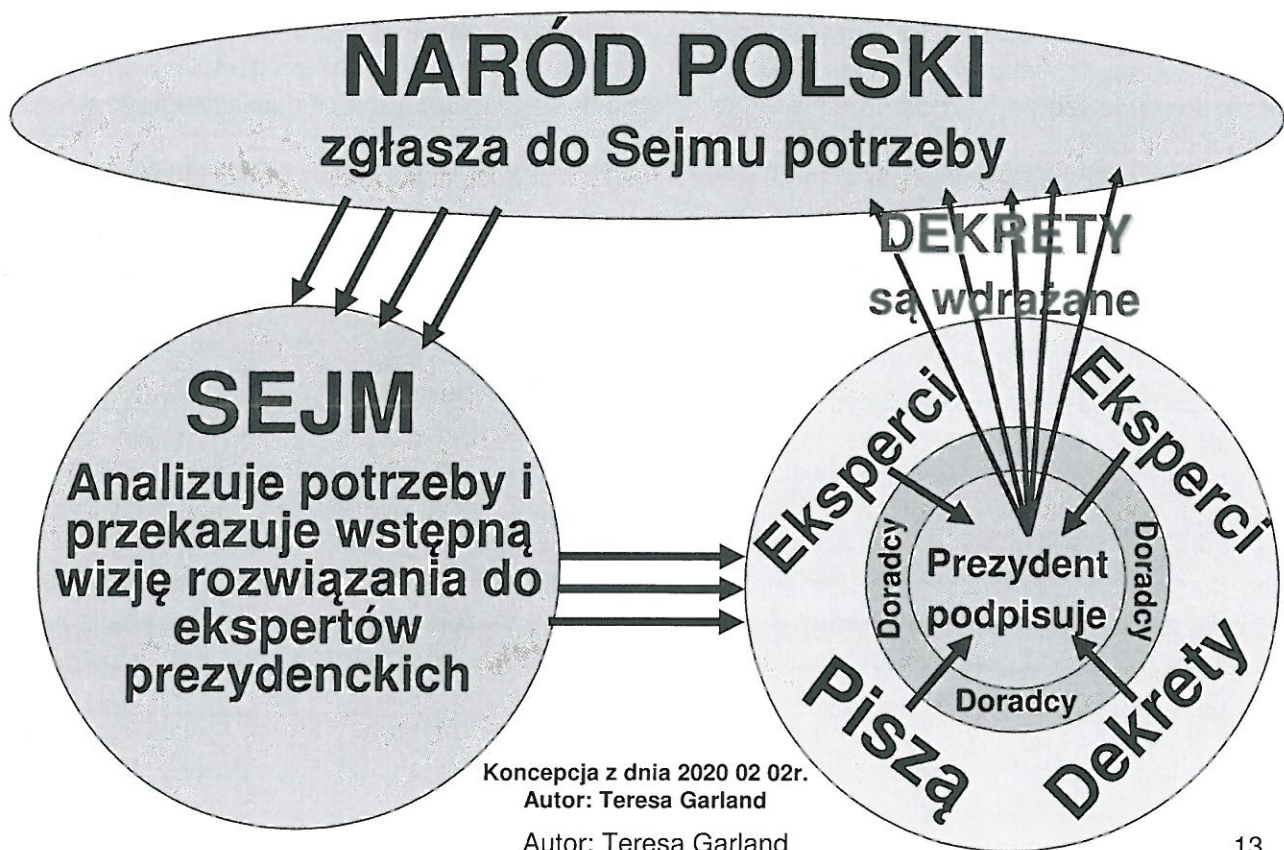 NARÓD POLSKI
zgłasza do Sejmu potrzeby
DEKRETY
są wdrażane
SEJM
Analizuje potrzeby i
przekazuje wstępną
wizję rozwiązania do
ekspertów
prezydenckich
Eksperci
Eksperci
Doradcy
Doradcy
Prezydent
podpisuje
Doradcy
Piszą
Dekrety
Koncepcja z dnia 2020 02 02r.
Autor: Teresa Garland
Autor: Teresa Garland
13